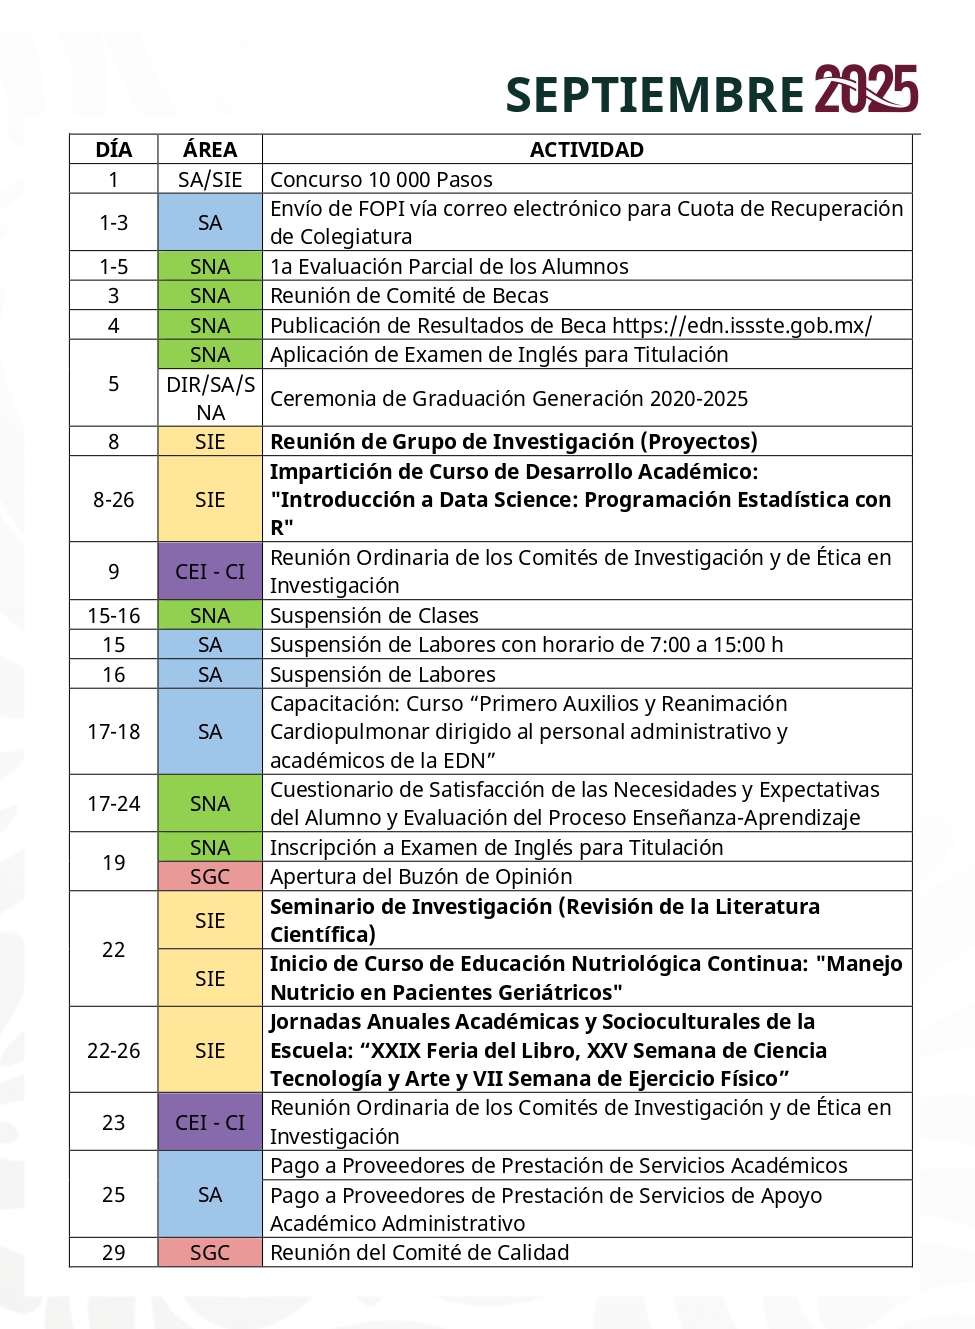 SEPTIEMBRE 2025
DÍA ÁREA ACTIVIDAD
1 SA/SIE Concurso 10 000 Pasos
1-3 SA Envío de FOPI vía correo electrónico para Cuota de Recuperación
de Colegiatura
1-5 SNA 1a Evaluación Parcial de los Alumnos
3 SNA Reunión de Comité de Becas
4 SNA Publicación de Resultados de Beca https://edn.issste.gob.mx/
5 SNA Aplicación de Examen de Inglés para Titulación
DIR/SA/S
NA Ceremonia de Graduación Generación 2020-2025
8 SIE Reunión de Grupo de Investigación (Proyectos)
8-26 SIE Impartición de Curso de Desarrollo Académico:
"Introducción a Data Science: Programación Estadística con
R"
9 CEI - CI Reunión Ordinaria de los Comités de Investigación y de Ética en
Investigación
15-16 SNA Suspensión de Clases
15 SA Suspensión de Labores con horario de 7:00 a 15:00 h
16 SA Suspensión de Labores
17-18 SA Capacitación: Curso “Primero Auxilios y Reanimación
Cardiopulmonar dirigido al personal administrativo y
académicos de la EDN”
17-24 SNA Cuestionario de Satisfacción de las Necesidades y Expectativas
del Alumno y Evaluación del Proceso Enseñanza-Aprendizaje
19 SNA Inscripción a Examen de Inglés para Titulación
SGC Apertura del Buzón de Opinión
22 SIE Seminario de Investigación (Revisión de la Literatura
Científica)
SIE Inicio de Curso de Educación Nutriológica Continua: "Manejo
Nutricio en Pacientes Geriátricos"
22-26 SIE Jornadas Anuales Académicas y Socioculturales de la
Escuela: “XXIX Feria del Libro, XXV Semana de Ciencia
Tecnología y Arte y VII Semana de Ejercicio Físico”
23 CEI - CI Reunión Ordinaria de los Comités de Investigación y de Ética en
Investigación
25 SA Pago a Proveedores de Prestación de Servicios Académicos
Pago a Proveedores de Prestación de Servicios de Apoyo
Académico Administrativo
29 SGC Reunión del Comité de Calidad